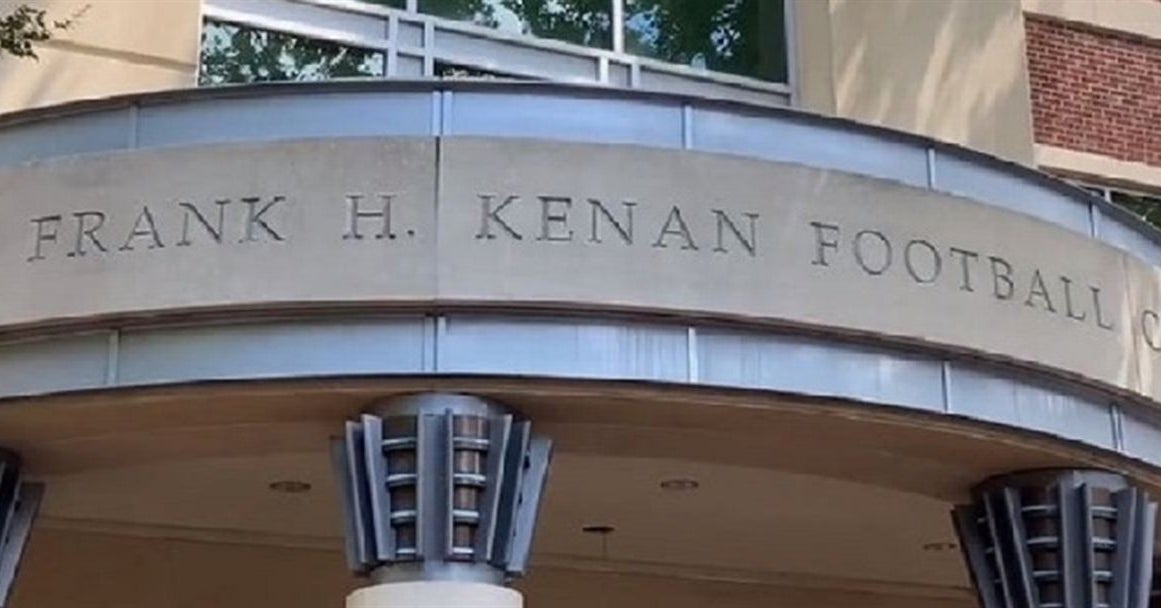 FRANK H. KENAN FOOTBALL C